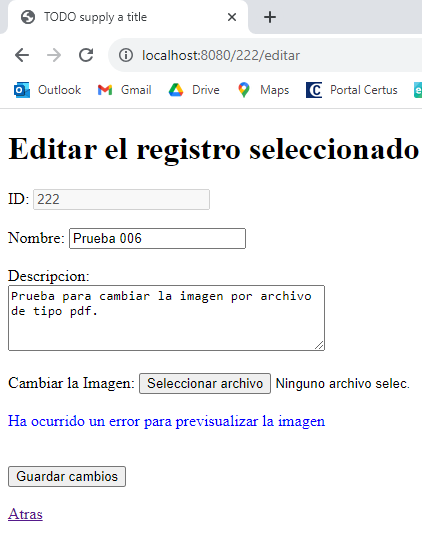 TODO supply a title
localhost:8080/222/editar
Outlook Gmail Drive Maps Portal Certus
Editar el registro seleccionado
ID: 222
Nombre: Prueba 006
Descripcion:
Prueba para cambiar la imagen por archivo
de tipo pdf.
Cambiar la Imagen: Seleccionar archivo Ninguno archivo selec.
Ha ocurrido un error para previsualizar la imagen
Guardar cambios
Atras